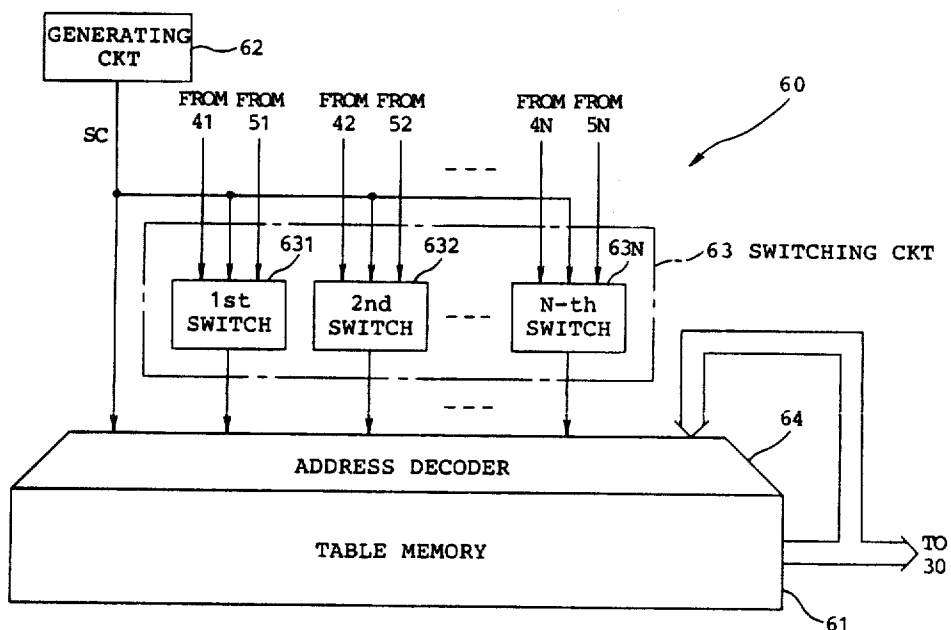 GENERATING
CKT
62
FROM FROM
41 51
FROM FROM
42 52
FROM FROM
4N 5N
60
SC
631
632
63N
63 SWITCHING CKT
1st
SWITCH
2nd
SWITCH
N-th
SWITCH
64
ADDRESS DECODER
TABLE MEMORY
TO
30
61